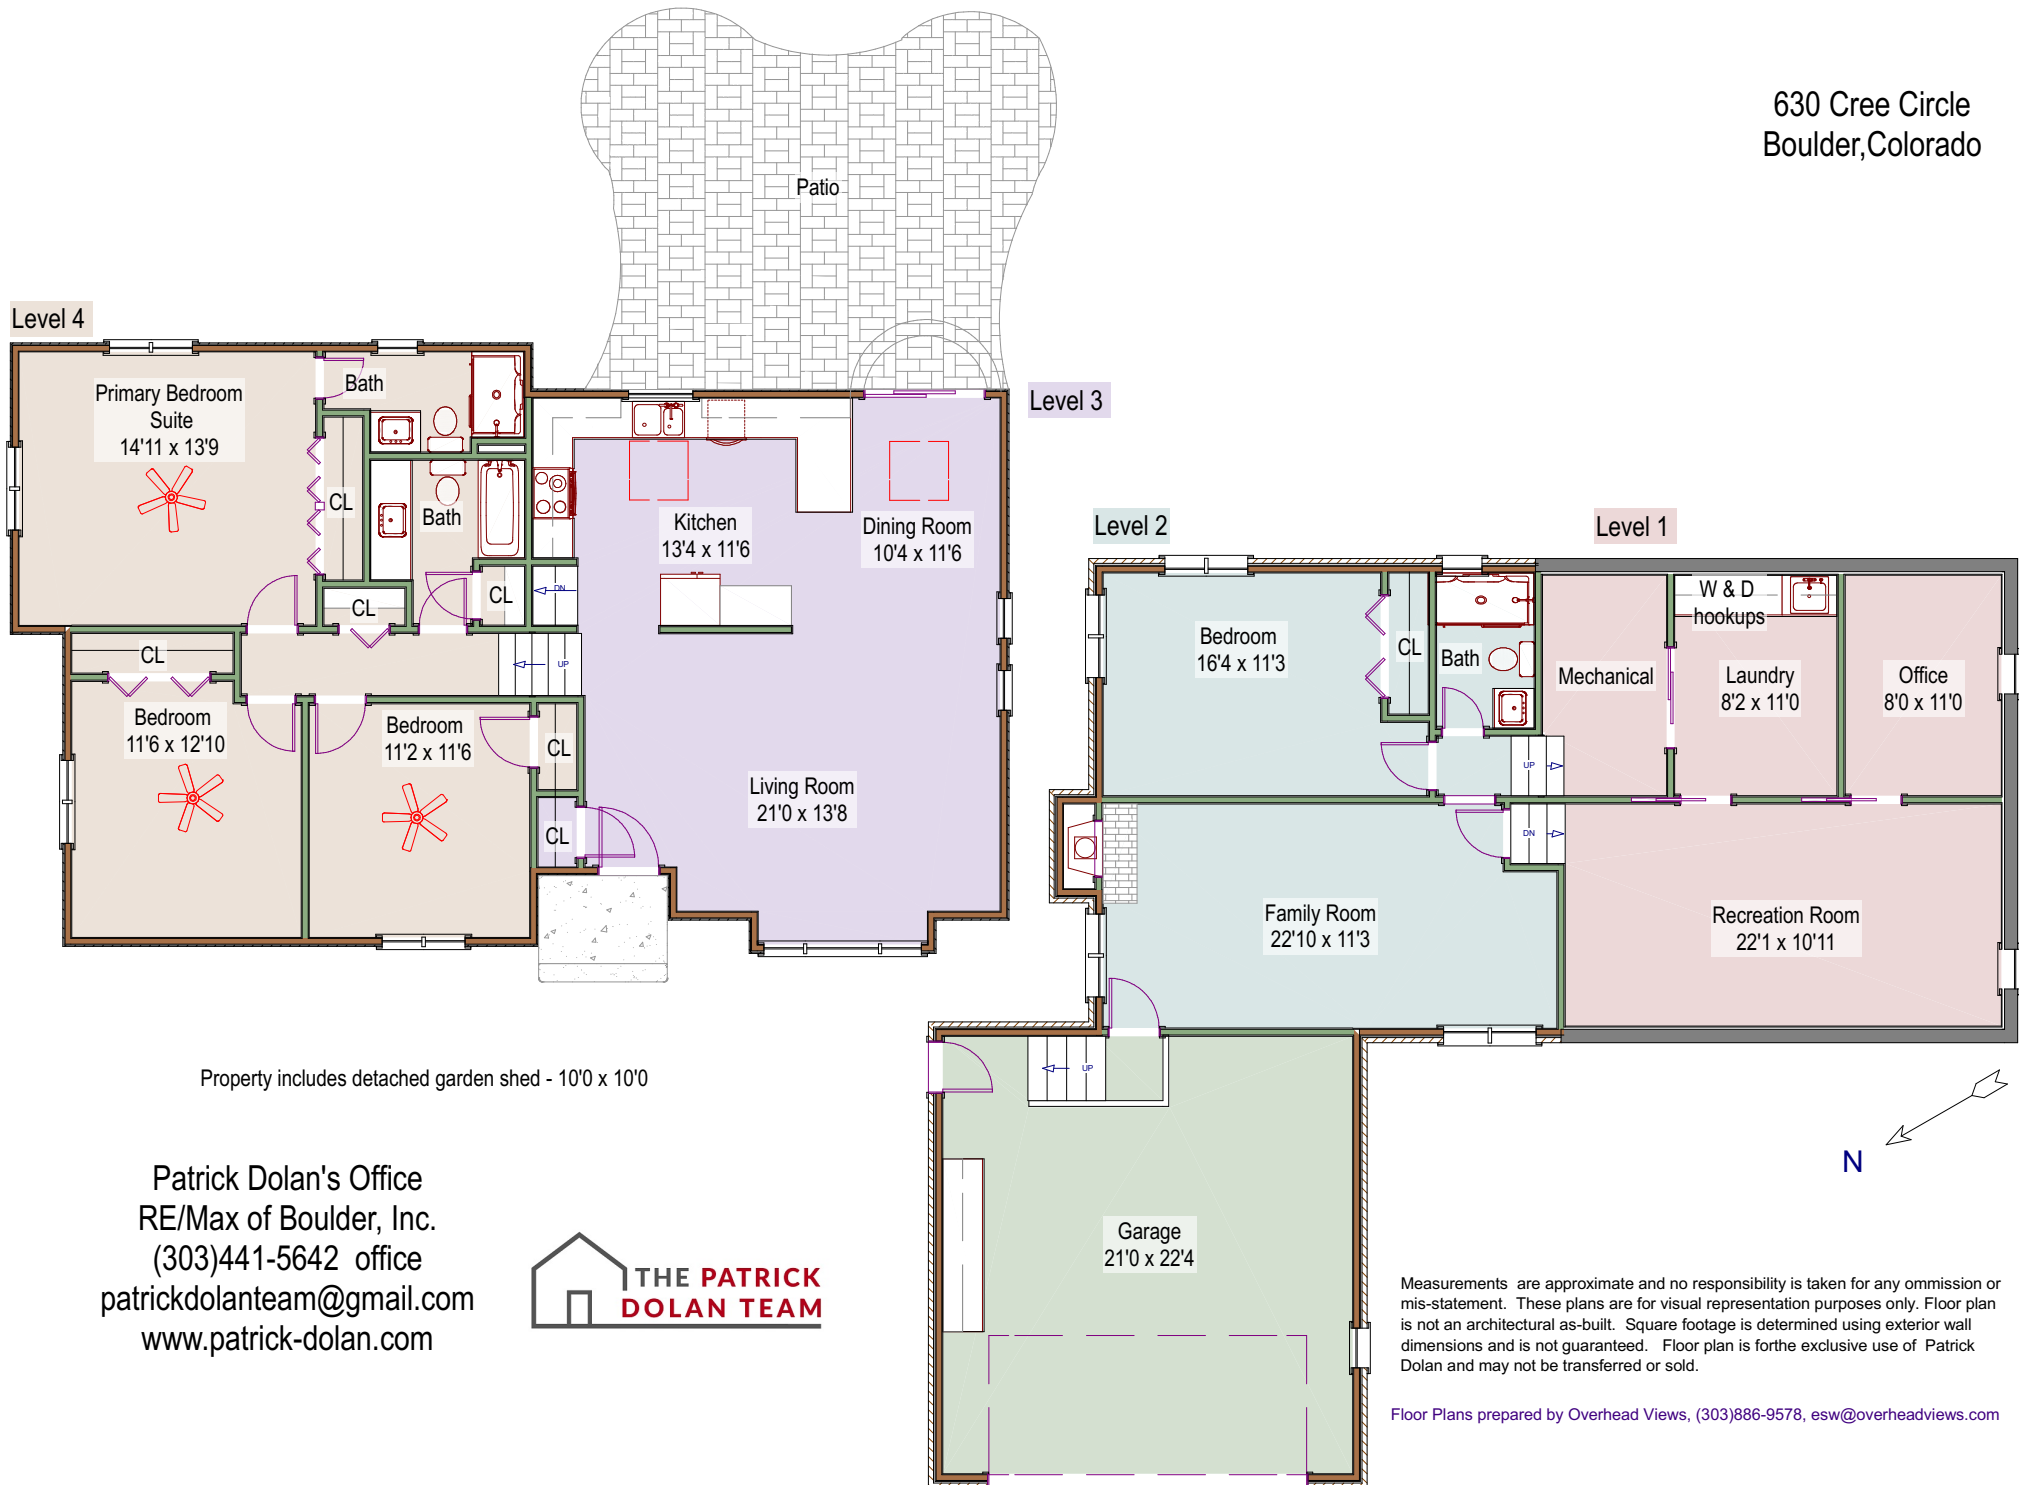 630 Cree Circle
Boulder,Colorado
Patio
Level 4
Primary Bedroom
Suite
14'11 x 13'9
Bath
CL
Bath
CL
CL
CL
Bedroom
11'6 x 12'10
Bedroom
11'2 x 11'6
CL
CL
UP
DN
Level 3
Kitchen
13'4 x 11'6
Dining Room
10'4 x 11'6
Living Room
21'0 x 13'8
Level 2
Bedroom
16'4 x 11'3
CL
Bath
UP
DN
Family Room
22'10 x 11'3
Level 1
Mechanical
W & D
hookups
Laundry
8'2 x 11'0
Office
8'0 x 11'0
Recreation Room
22'1 x 10'11
UP
Garage
21'0 x 22'4
N
Property includes detached garden shed - 10'0 x 10'0
Patrick Dolan's Office
RE/Max of Boulder, Inc.
(303)441-5642 office
patrickdolanteam@gmail.com
www.patrick-dolan.com
THE PATRICK
DOLAN TEAM
Measurements are approximate and no responsibility is taken for any ommission or
mis-statement. These plans are for visual representation purposes only. Floor plan
is not an architectural as-built. Square footage is determined using exterior wall
dimensions and is not guaranteed. Floor plan is forthe exclusive use of Patrick
Dolan and may not be transferred or sold.
Floor Plans prepared by Overhead Views, (303)886-9578, esw@overheadviews.com